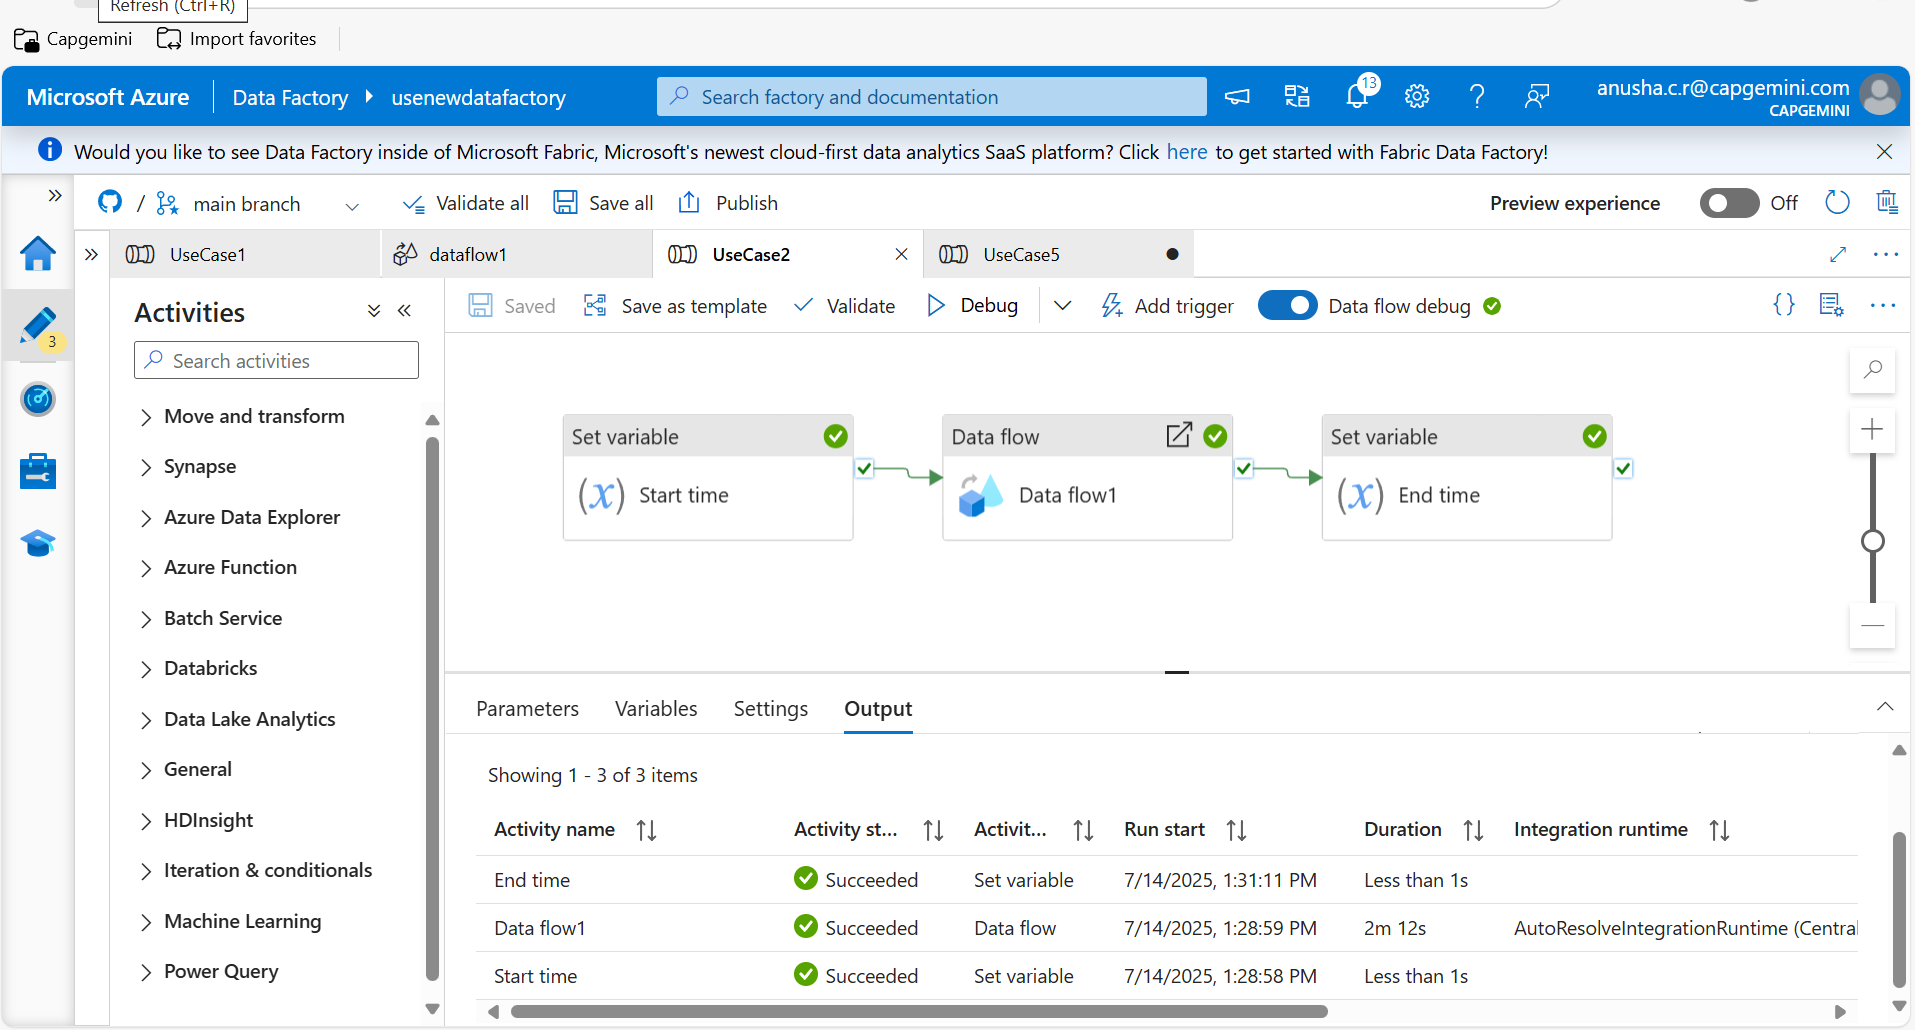 Refresh (Ctrl+R)
Capgemini Import favorites
Microsoft Azure Data Factory usenewdatafactory Search factory and documentation 13 anusha.c.r@capgemini.com
CAPGEMINI
Would you like to see Data Factory inside of Microsoft Fabric, Microsoft's newest cloud-first data analytics SaaS platform? Click here to get started with Fabric Data Factory!
/ main branch Validate all Save all Publish Preview experience Off
UseCase1 dataflow1 UseCase2 UseCase5
Activities Saved Save as template Validate Debug Add trigger Data flow debug
3
Search activities
Move and transform
Synapse
Azure Data Explorer
Azure Function
Batch Service
Databricks
Data Lake Analytics
General
HDInsight
Iteration & conditionals
Machine Learning
Power Query
Set variable Data flow Set variable
(x) Start time Data flow1 (x) End time
Parameters Variables Settings Output
Showing 1 - 3 of 3 items
Activity name Activity st... Activit... Run start Duration Integration runtime
End time Succeeded Set variable 7/14/2025, 1:31:11 PM Less than 1s
Data flow1 Succeeded Data flow 7/14/2025, 1:28:59 PM 2m 12s AutoResolveIntegrationRuntime (Central
Start time Succeeded Set variable 7/14/2025, 1:28:58 PM Less than 1s